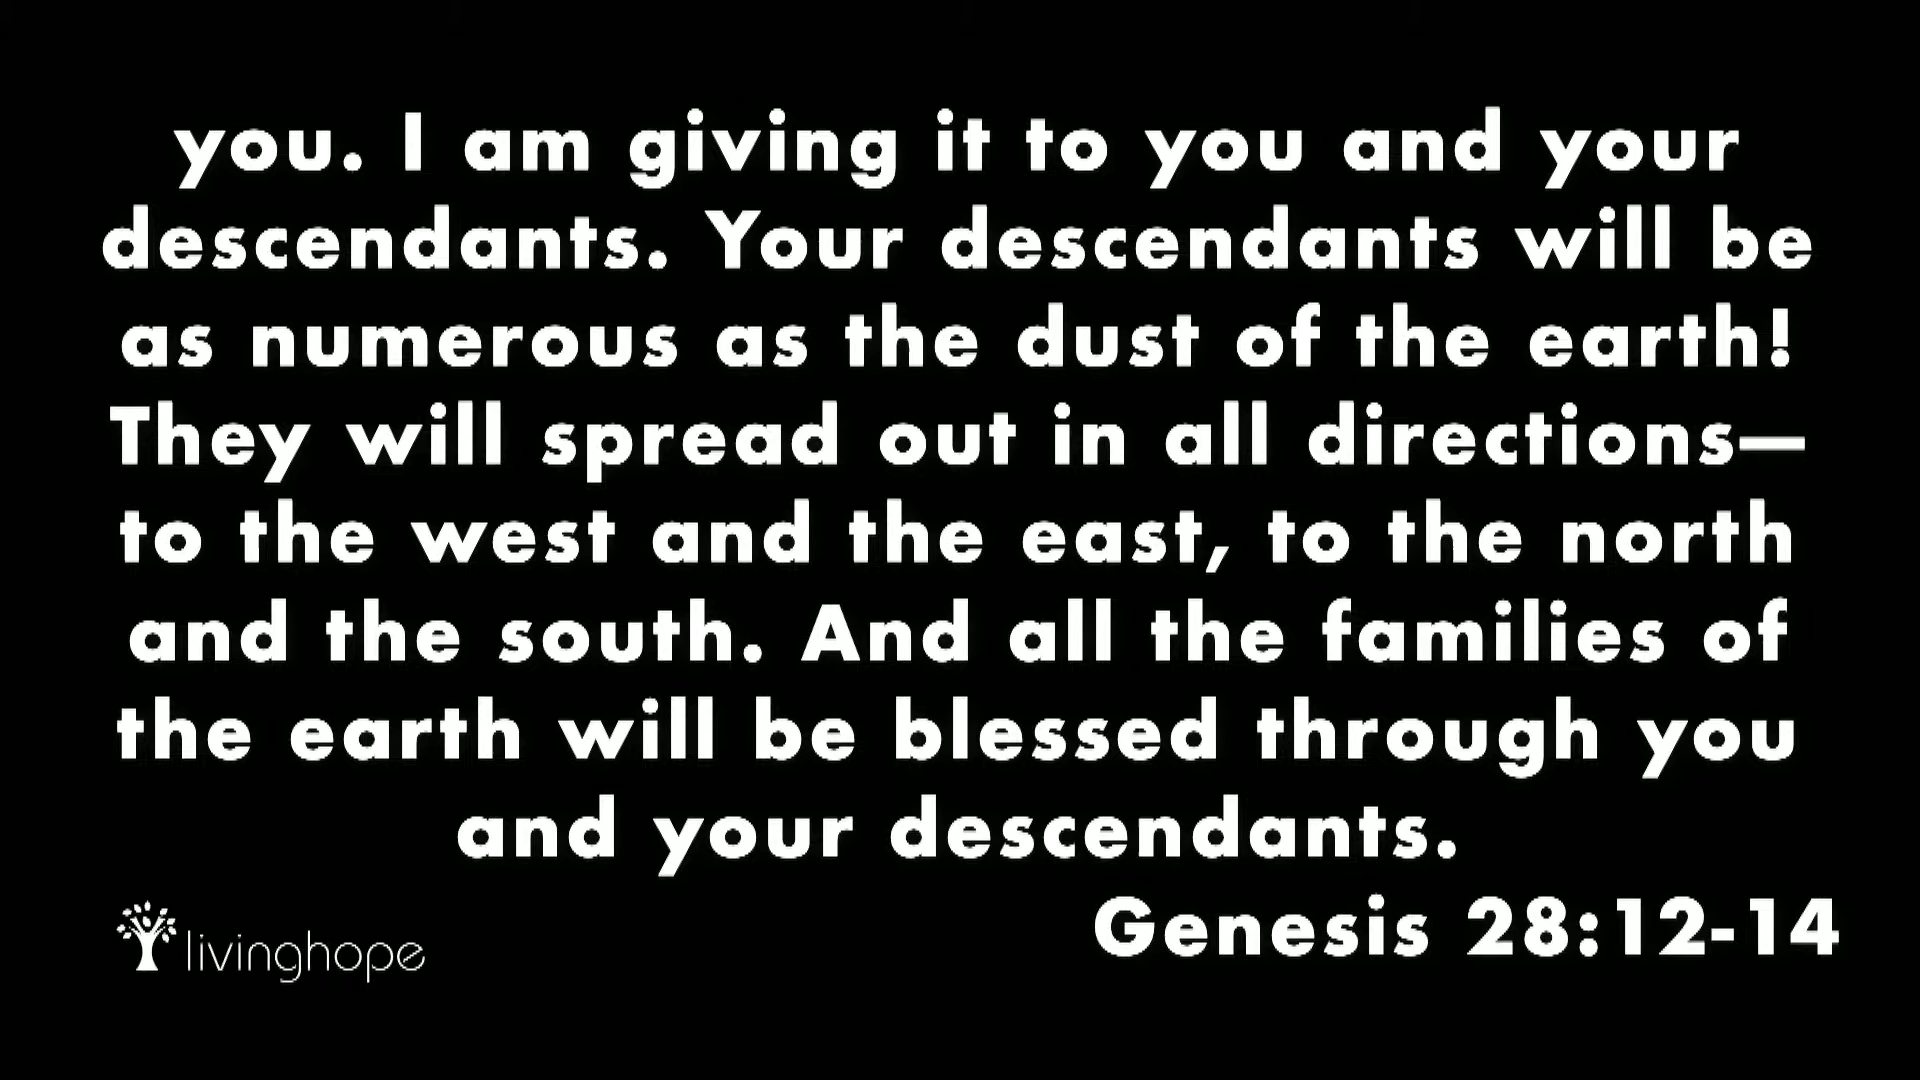 you. I am giving it to you and your
descendants. Your descendants will be
as numerous as the dust of the earth!
They will spread out in all directions—
to the west and the east, to the north
and the south. And all the families of
the earth will be blessed through you
and your descendants.
Genesis 28:12-14
livinghope